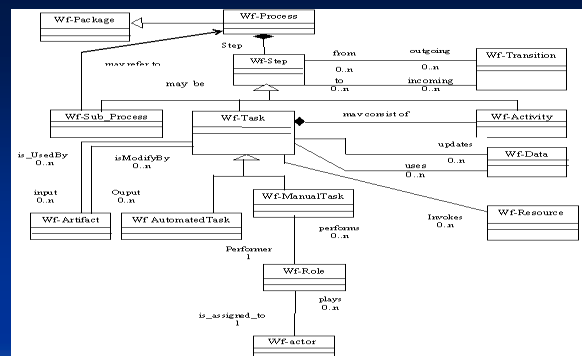 Wf-Package
Wf-Process
Step
Wf-Step
from
0..n
outgoing
0..n
Wf-Transition
to
0..n
incoming
0..n
may refer to
may be
Wf-Sub_Process
Wf-Task
may consist of
Wf-Activity
is_UsedBy
0..n
isModifyBy
0..n
updates
0..n
Wf-Data
uses
0..n
input
0..n
Ouput
0..n
Wf-Artifact
Wf AutomatedTask
Wf-ManualTask
Invokes
0..n
Wf-Resource
performs
0..n
Performer
1
Wf-Role
plays
0..n
is_assigned_to
1
Wf-actor